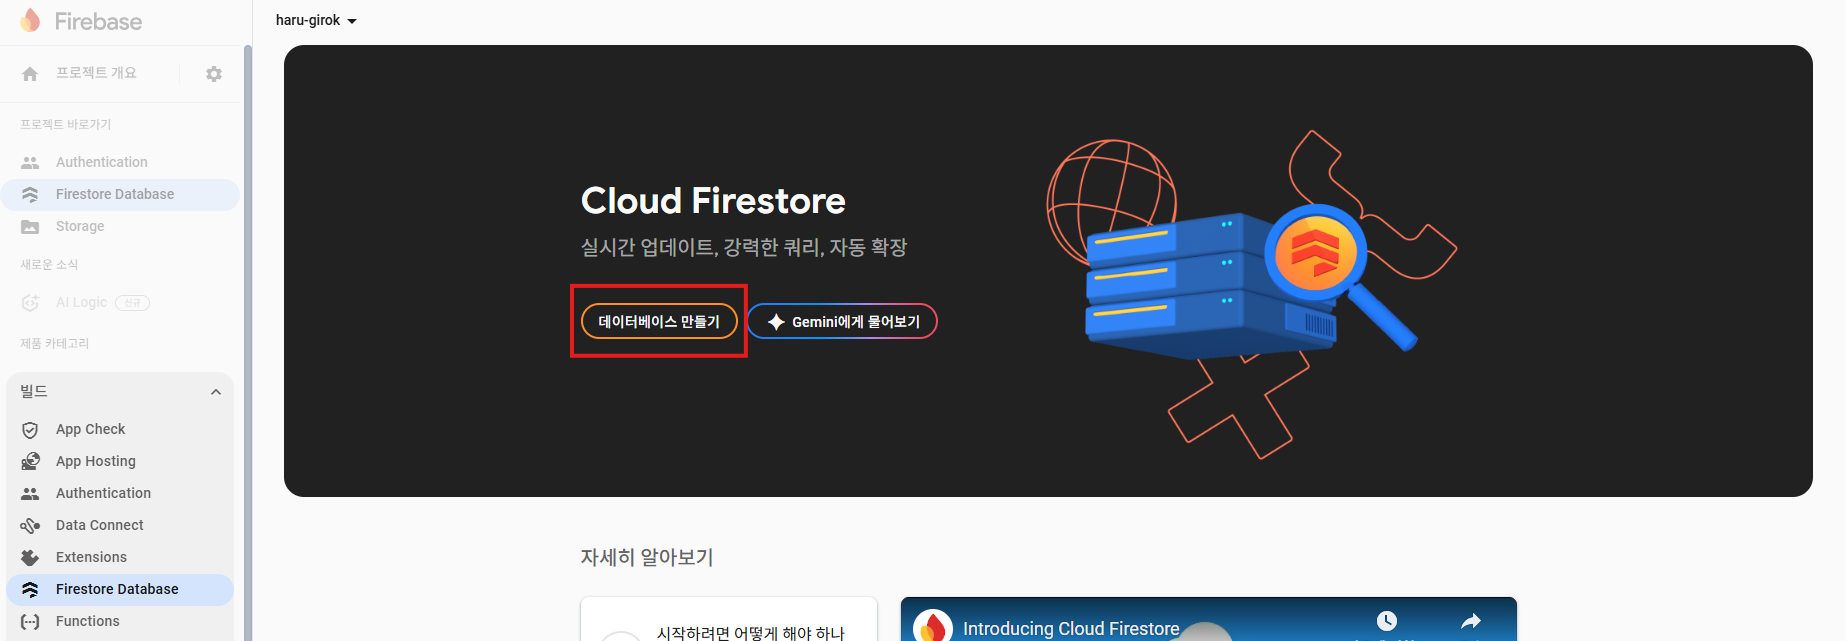 Firebase
haru-girok
프로젝트 개요
프로젝트 바로가기
Authentication
Firestore Database
Storage
새로운 소식
AI Logic 신규
제품 카테고리
빌드
App Check
App Hosting
Authentication
Data Connect
Extensions
Firestore Database
Functions
Cloud Firestore
실시간 업데이트, 강력한 쿼리, 자동 확장
데이터베이스 만들기
Gemini에게 물어보기
자세히 알아보기
시작하려면 어떻게 해야 하나
Introducing Cloud Firestore